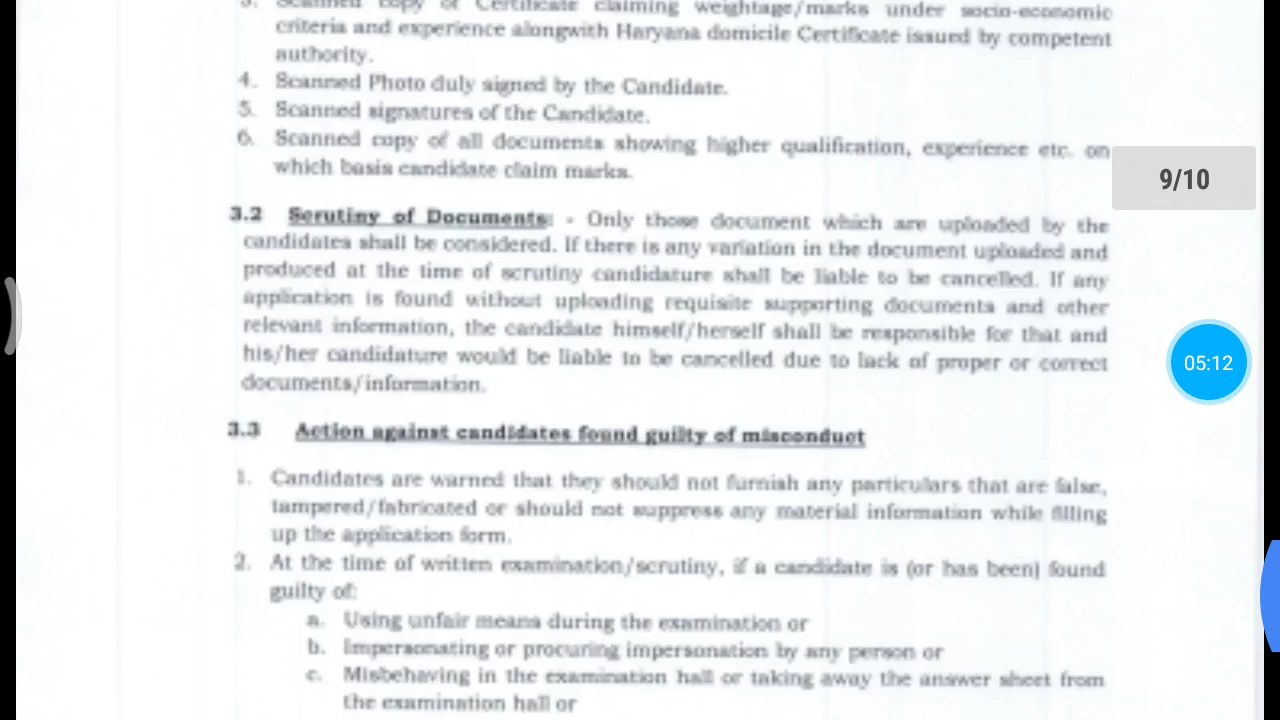 3. Scanned copy of Certificate claiming weightage/marks under socio-economic
criteria and experience alongwith Haryana domicile Certificate issued by competent
authority.
4. Scanned Photo duly signed by the Candidate.
5. Scanned signatures of the Candidate.
6. Scanned copy of all documents showing higher qualification, experience etc. on
which basis candidate claim marks.
9/10
3.2 Scrutiny of Documents: - Only those document which are uploaded by the
candidates shall be considered. If there is any variation in the document uploaded and
produced at the time of scrutiny candidature shall be liable to be cancelled. If any
application is found without uploading requisite supporting documents and other
relevant information, the candidate himself/herself shall be responsible for that and
his/her candidature would be liable to be cancelled due to lack of proper or correct
documents/information.
05:12
3.3 Action against candidates found guilty of misconduct
1. Candidates are warned that they should not furnish any particulars that are false,
tampered/fabricated or should not suppress any material information while filling
up the application form.
2. At the time of written examination/scrutiny, if a candidate is (or has been) found
guilty of:
a. Using unfair means during the examination or
b. Impersonating or procuring impersonation by any person or
c. Misbehaving in the examination hall or taking away the answer sheet from
the examination hall or